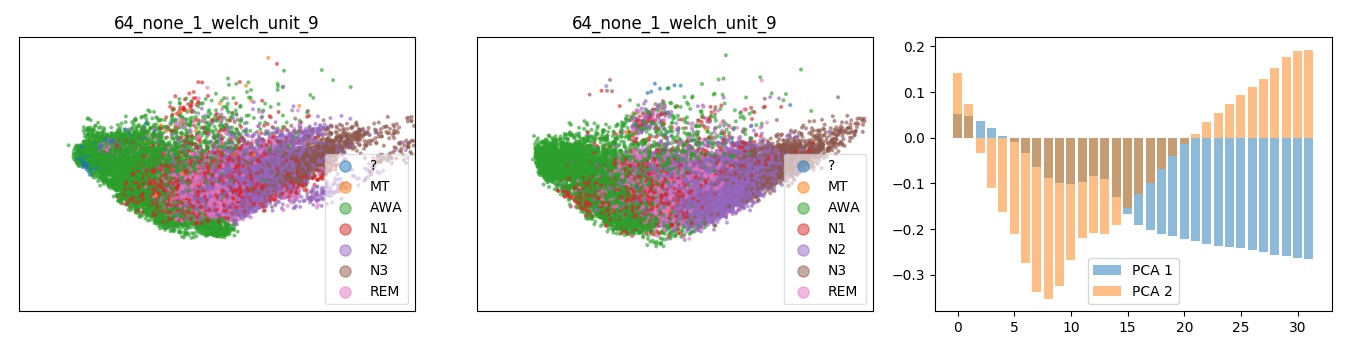 64_none_1_welch_unit_9
?
MT
AWA
N1
N2
N3
REM
64_none_1_welch_unit_9
?
MT
AWA
N1
N2
N3
REM
0.2
0.1
0.0
−0.1
−0.2
−0.3
PCA 1
PCA 2
0 5 10 15 20 25 30